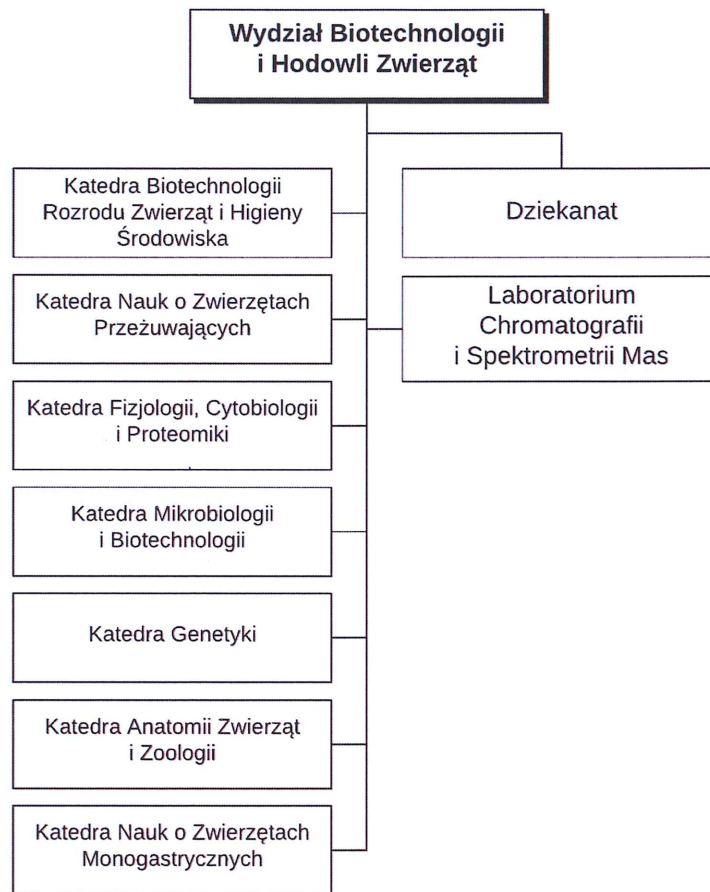 Wydział Biotechnologii
i Hodowli Zwierząt
Katedra Biotechnologii
Rozrodu Zwierząt i Higieny
Środowiska
Dziekanat
Katedra Nauk o Zwierzętach
Przeżuwających
Laboratorium
Chromatografii
i Spektrometrii Mas
Katedra Fizjologii, Cytobiologii
i Proteomiki
Katedra Mikrobiologii
i Biotechnologii
Katedra Genetyki
Katedra Anatomii Zwierząt
i Zoologii
Katedra Nauk o Zwierzętach
Monogastrycznych